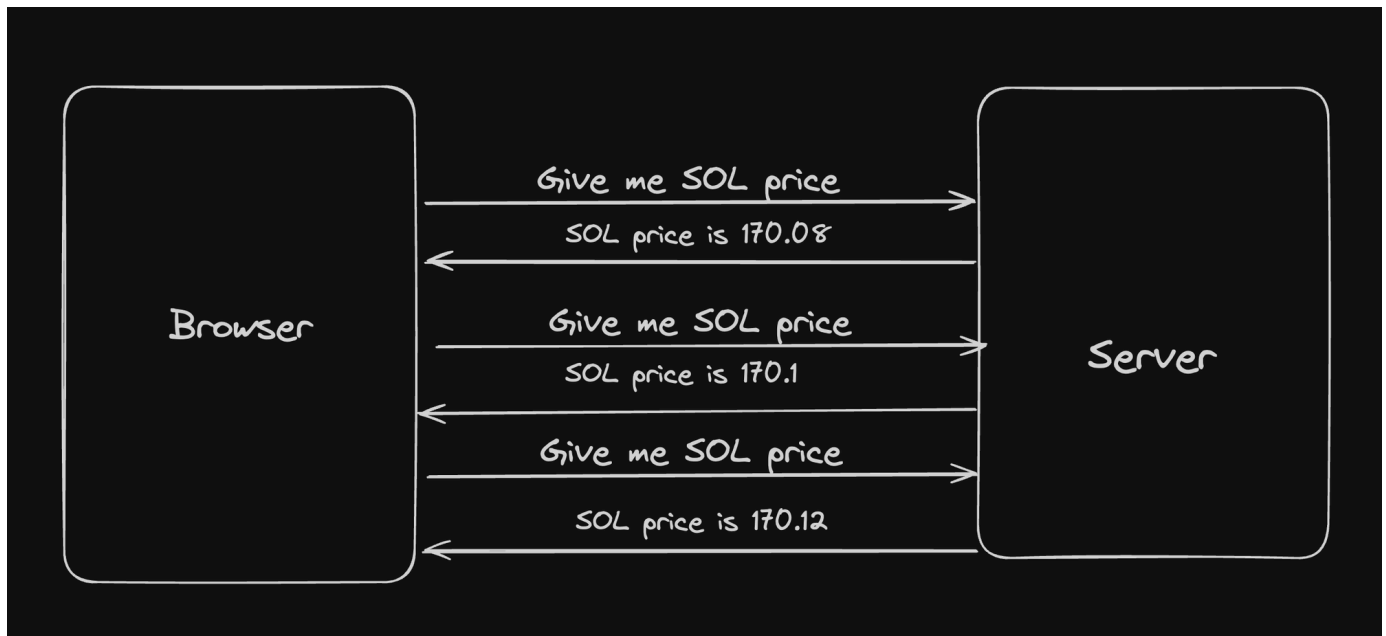 Give me SOL price
SOL price is 170.08
Browser
Give me SOL price
SOL price is 170.1
Server
Give me SOL price
SOL price is 170.12